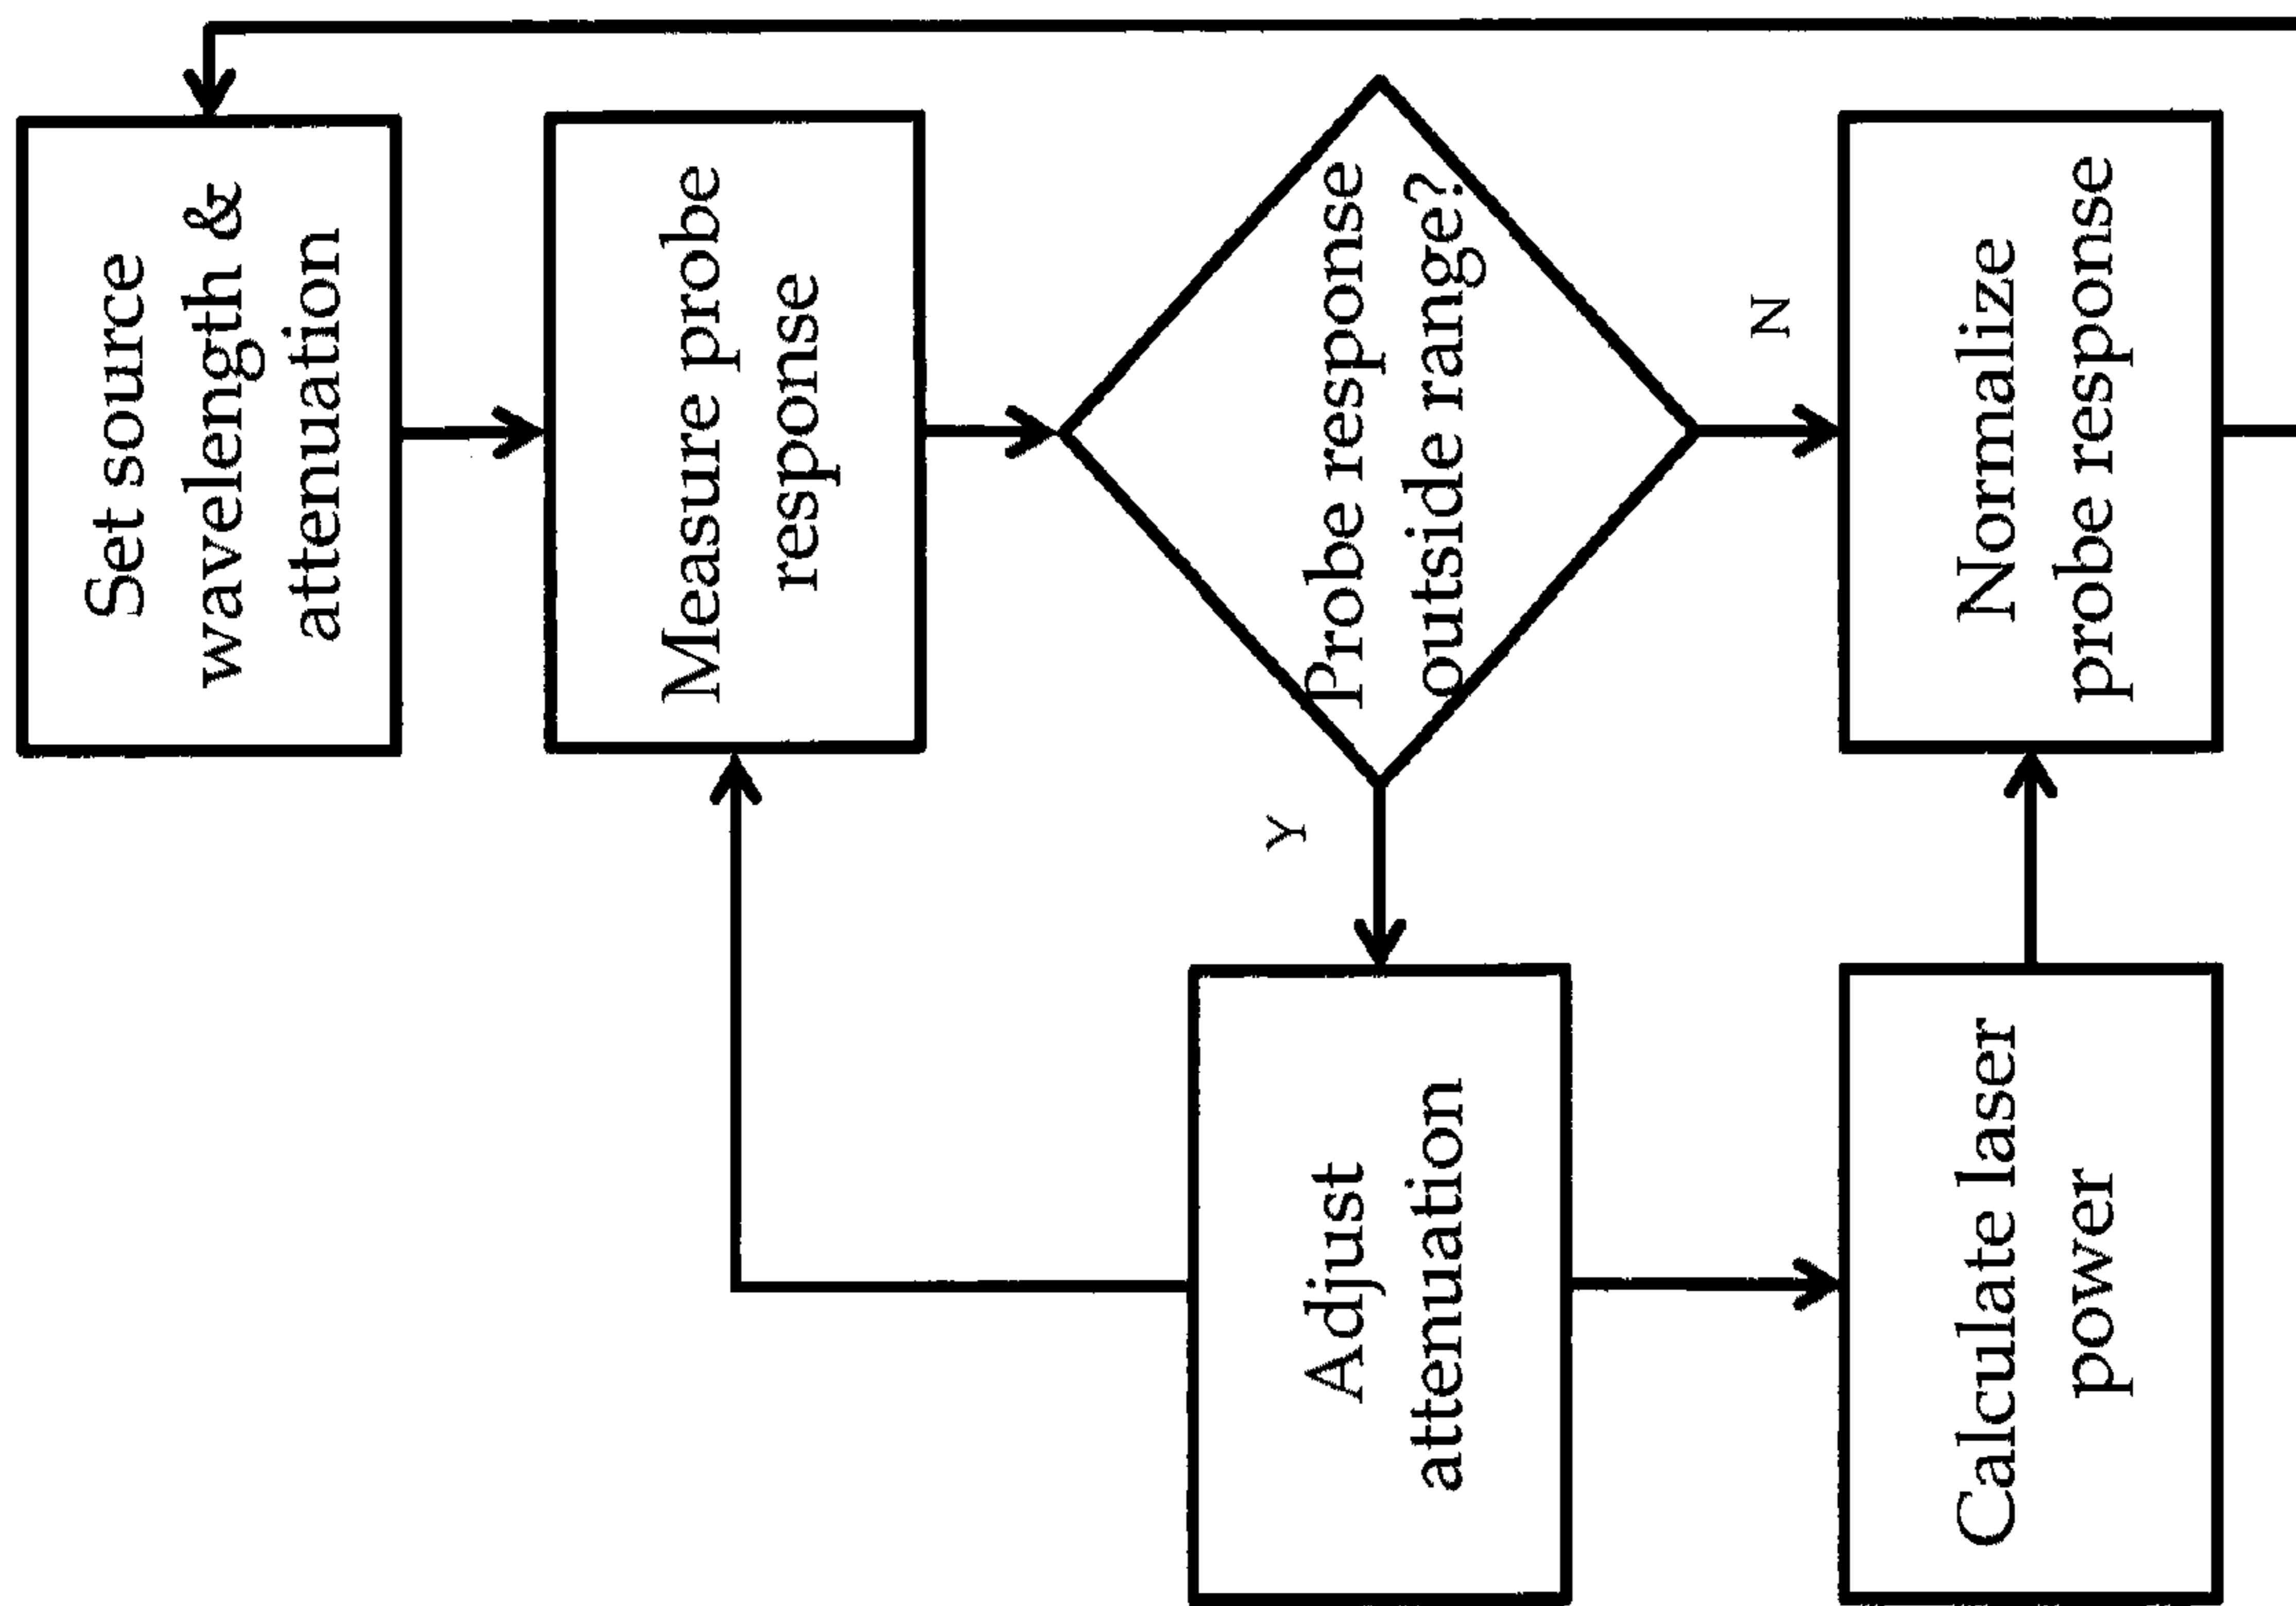 Set source
wavelength &
attenuation
Measure probe
response
Probe response
outside range?
Y
N
Adjust
attenuation
Calculate laser
power
Normalize
probe response